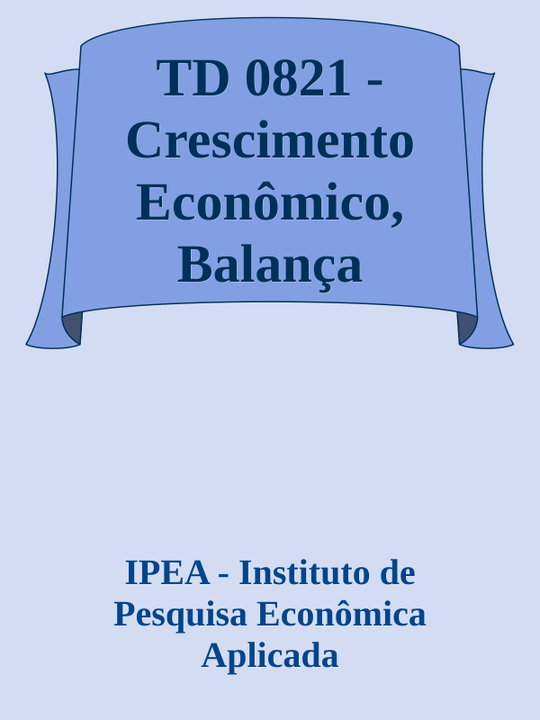 TD 0821 -
Crescimento
Econômico,
Balança
IPEA - Instituto de
Pesquisa Econômica
Aplicada